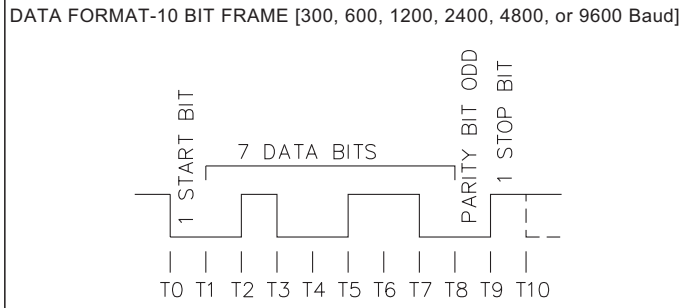 DATA FORMAT-10 BIT FRAME [300, 600, 1200, 2400, 4800, or 9600 Baud]
1 START BIT
7 DATA BITS
PARITY BIT ODD
1 STOP BIT
T0 T1 T2 T3 T4 T5 T6 T7 T8 T9 T10